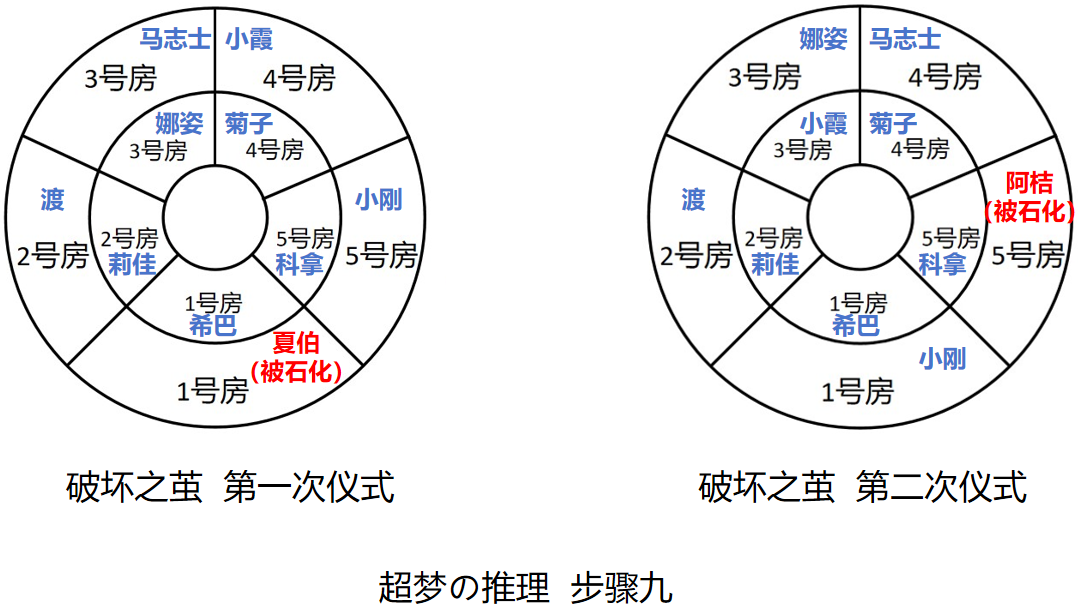 马志士 小霞
3号房 4号房
娜姿 菊子
3号房 4号房
渡 小刚
2号房 5号房
2号房 5号房
莉佳 科拿
1号房
希巴
夏伯
（被石化）
1号房
破坏之茧 第一次仪式
娜姿 马志士
3号房 4号房
小霞 菊子
3号房 4号房
阿桔
（被石化）
渡
2号房 5号房
2号房 5号房
莉佳 科拿
1号房
希巴
小刚
1号房
破坏之茧 第二次仪式
超梦の推理 步骤九